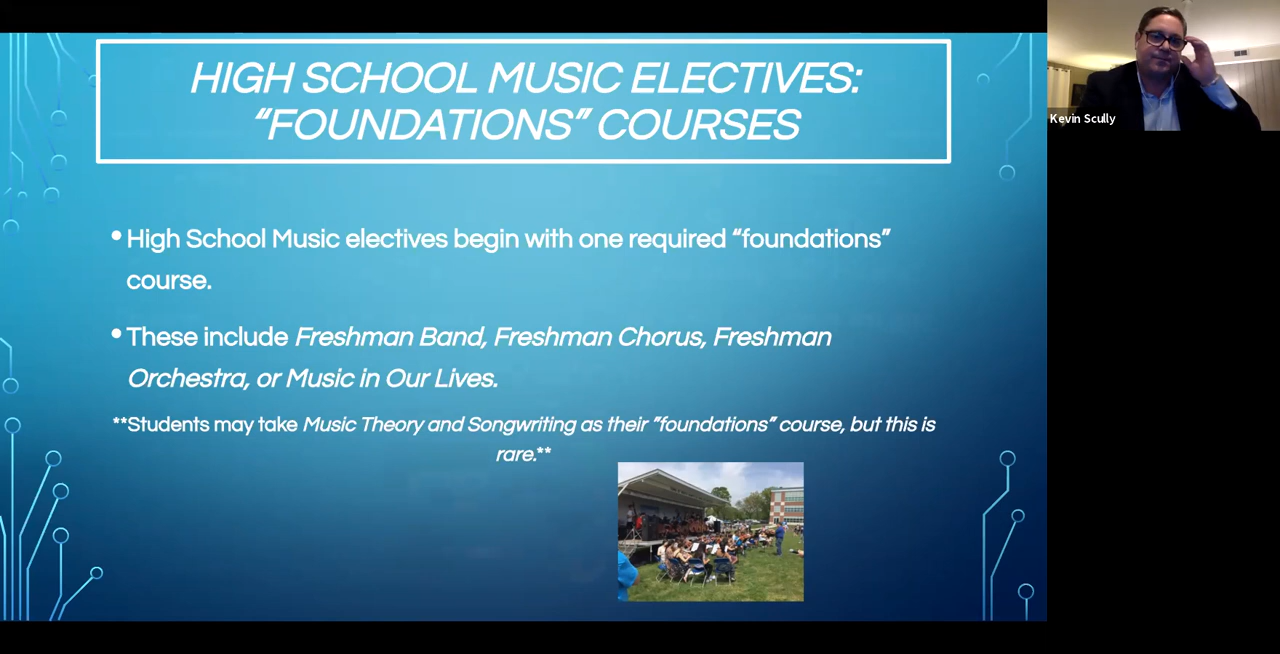 HIGH SCHOOL MUSIC ELECTIVES:
“FOUNDATIONS” COURSES
Kevin Scully
•High School Music electives begin with one required “foundations”
course.
•These include Freshman Band, Freshman Chorus, Freshman
Orchestra, or Music in Our Lives.
**Students may take Music Theory and Songwriting as their “foundations” course, but this is
rare.**